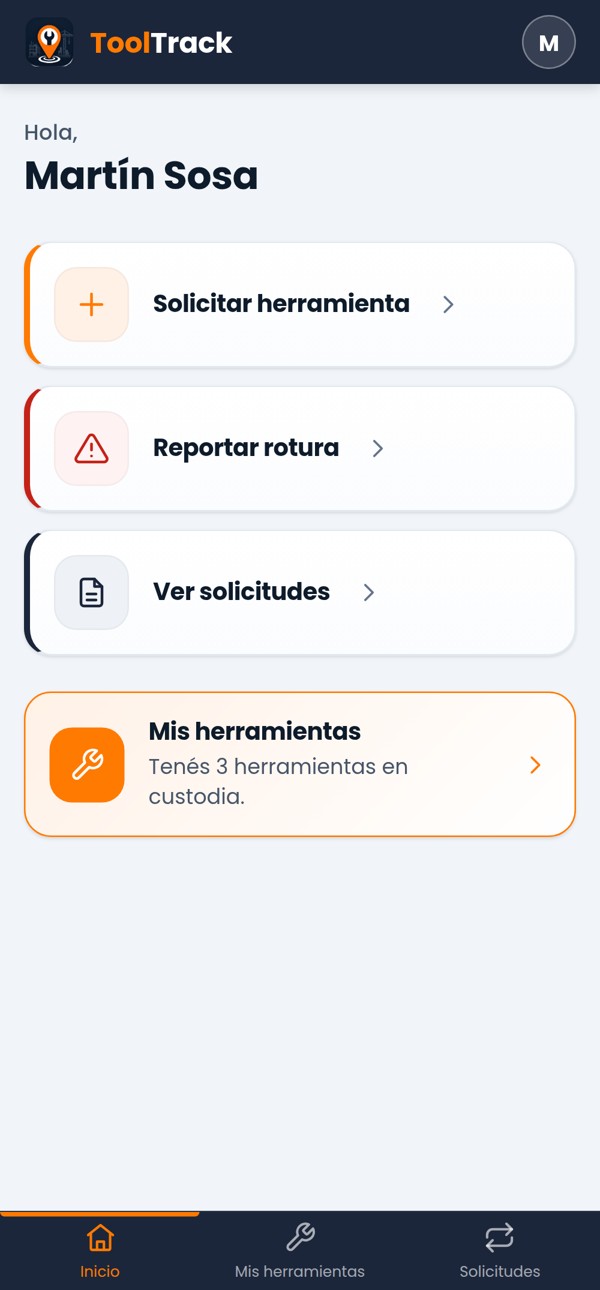 ToolTrack
M
Hola,
Martín Sosa
Solicitar herramienta
Reportar rotura
Ver solicitudes
Mis herramientas
Tenés 3 herramientas en
custodia.
Inicio
Mis herramientas
Solicitudes